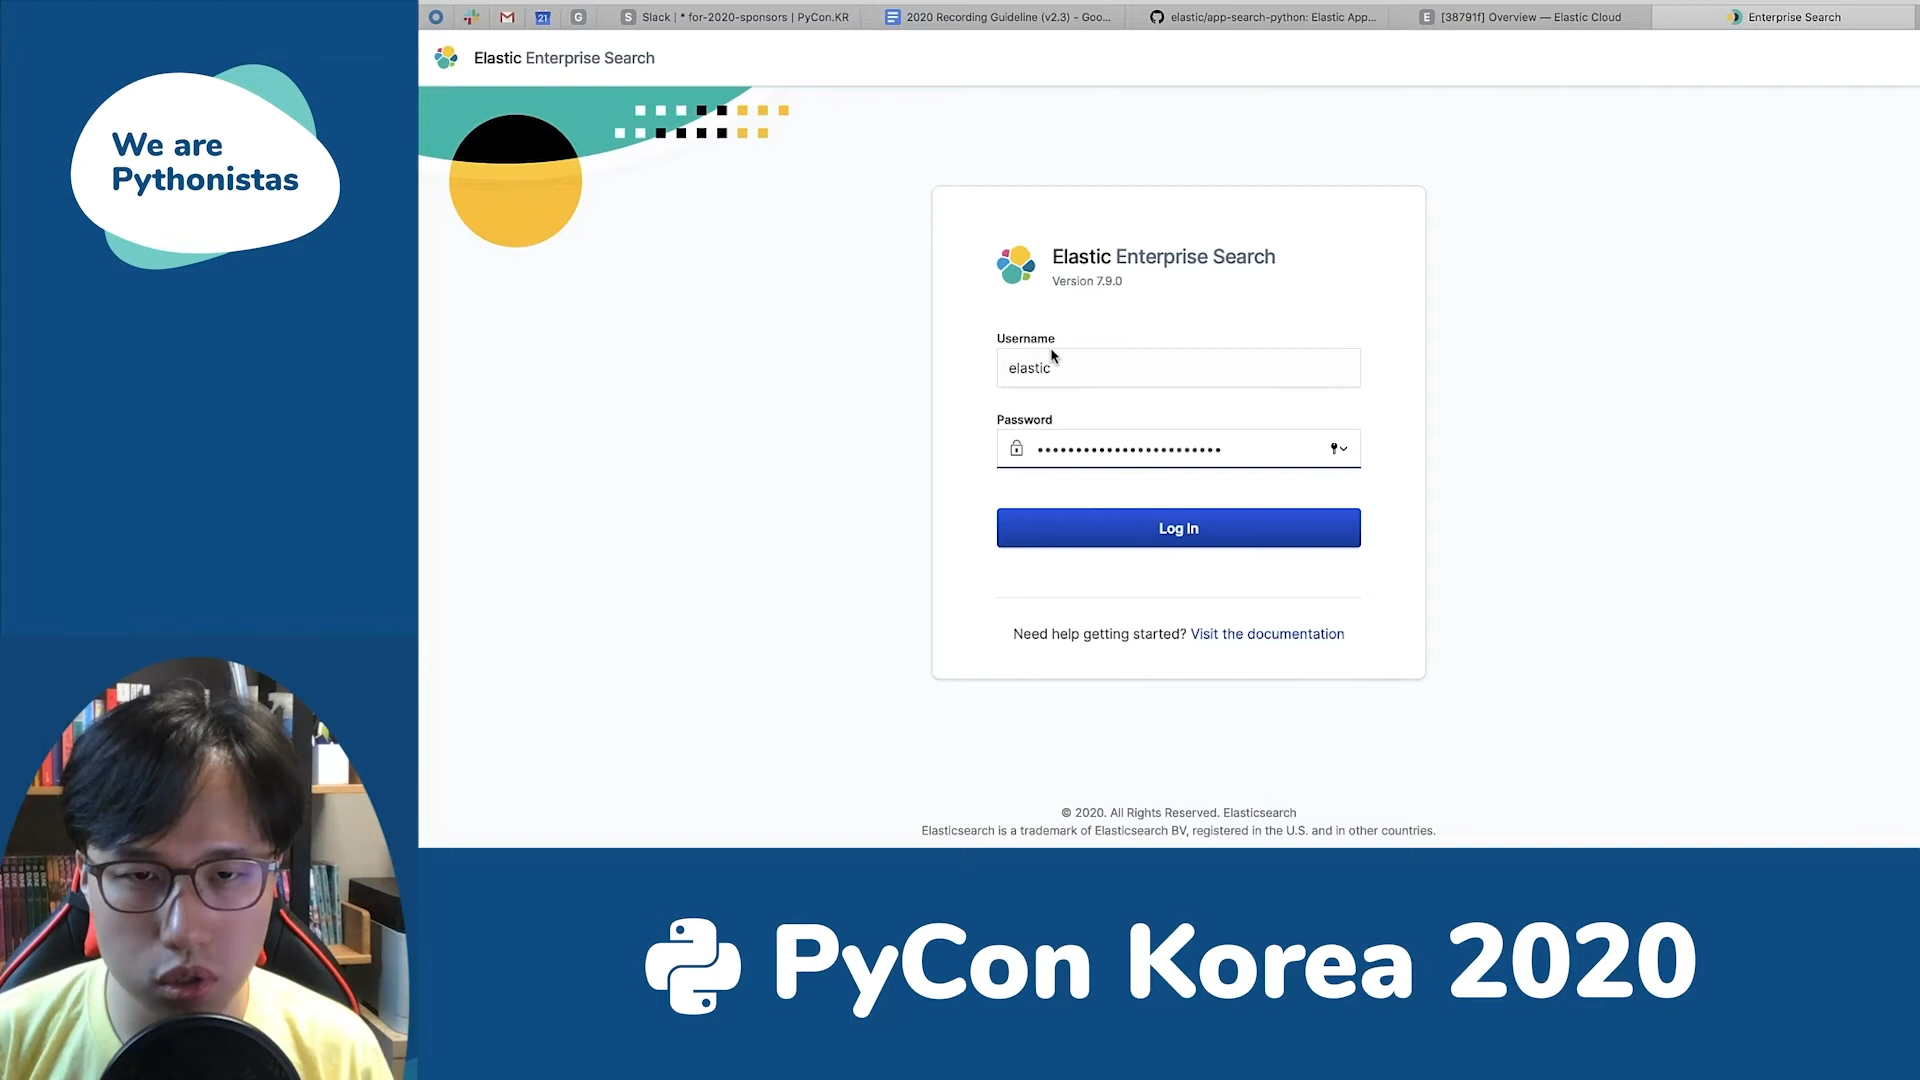 We are
Pythonistas
21
G
S Slack | * for-2020-sponsors | PyCon.KR
2020 Recording Guideline (v2.3) - Goo...
elastic/app-search-python: Elastic App...
E [38791f] Overview — Elastic Cloud
Enterprise Search
Elastic Enterprise Search
Elastic Enterprise Search
Version 7.9.0
Username
elastic
Password
Log In
Need help getting started? Visit the documentation
© 2020. All Rights Reserved. Elasticsearch
Elasticsearch is a trademark of Elasticsearch BV, registered in the U.S. and in other countries.
PyCon Korea 2020